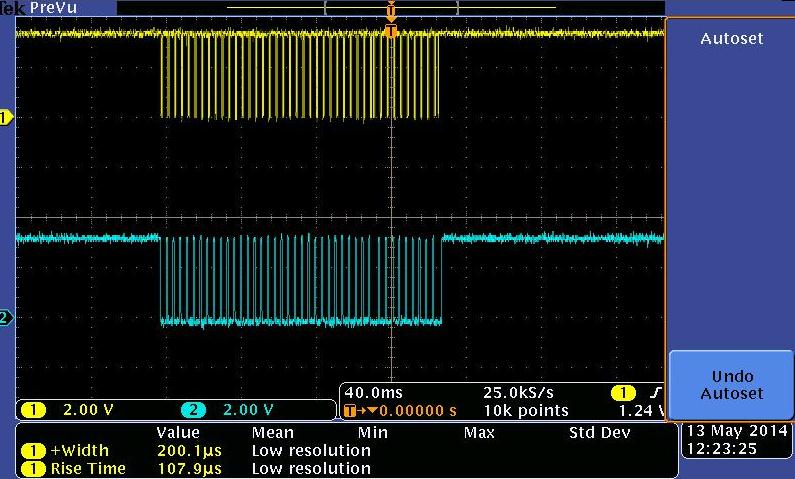 Tek PreVu
T
T
Autoset
1
2
Undo
Autoset
1 2.00 V 2 2.00 V
40.0ms 25.0kS/s 1
T→▼0.00000 s 10k points 1.24 V
Value Mean Min Max Std Dev
1 +Width 200.1µs Low resolution
1 Rise Time 107.9µs Low resolution
13 May 2014
12:23:25